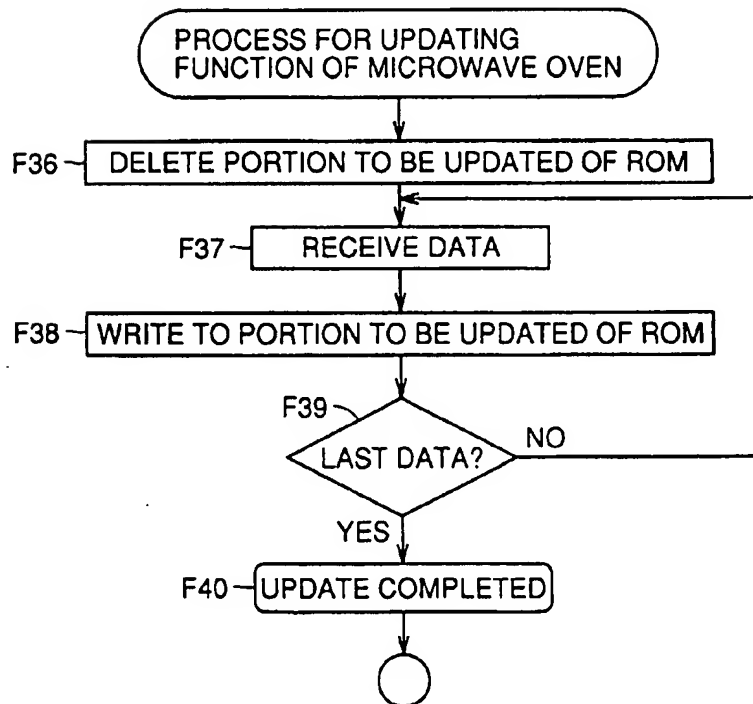 PROCESS FOR UPDATING
FUNCTION OF MICROWAVE OVEN
F36 DELETE PORTION TO BE UPDATED OF ROM
F37 RECEIVE DATA
F38 WRITE TO PORTION TO BE UPDATED OF ROM
F39
LAST DATA?
NO
YES
F40 UPDATE COMPLETED